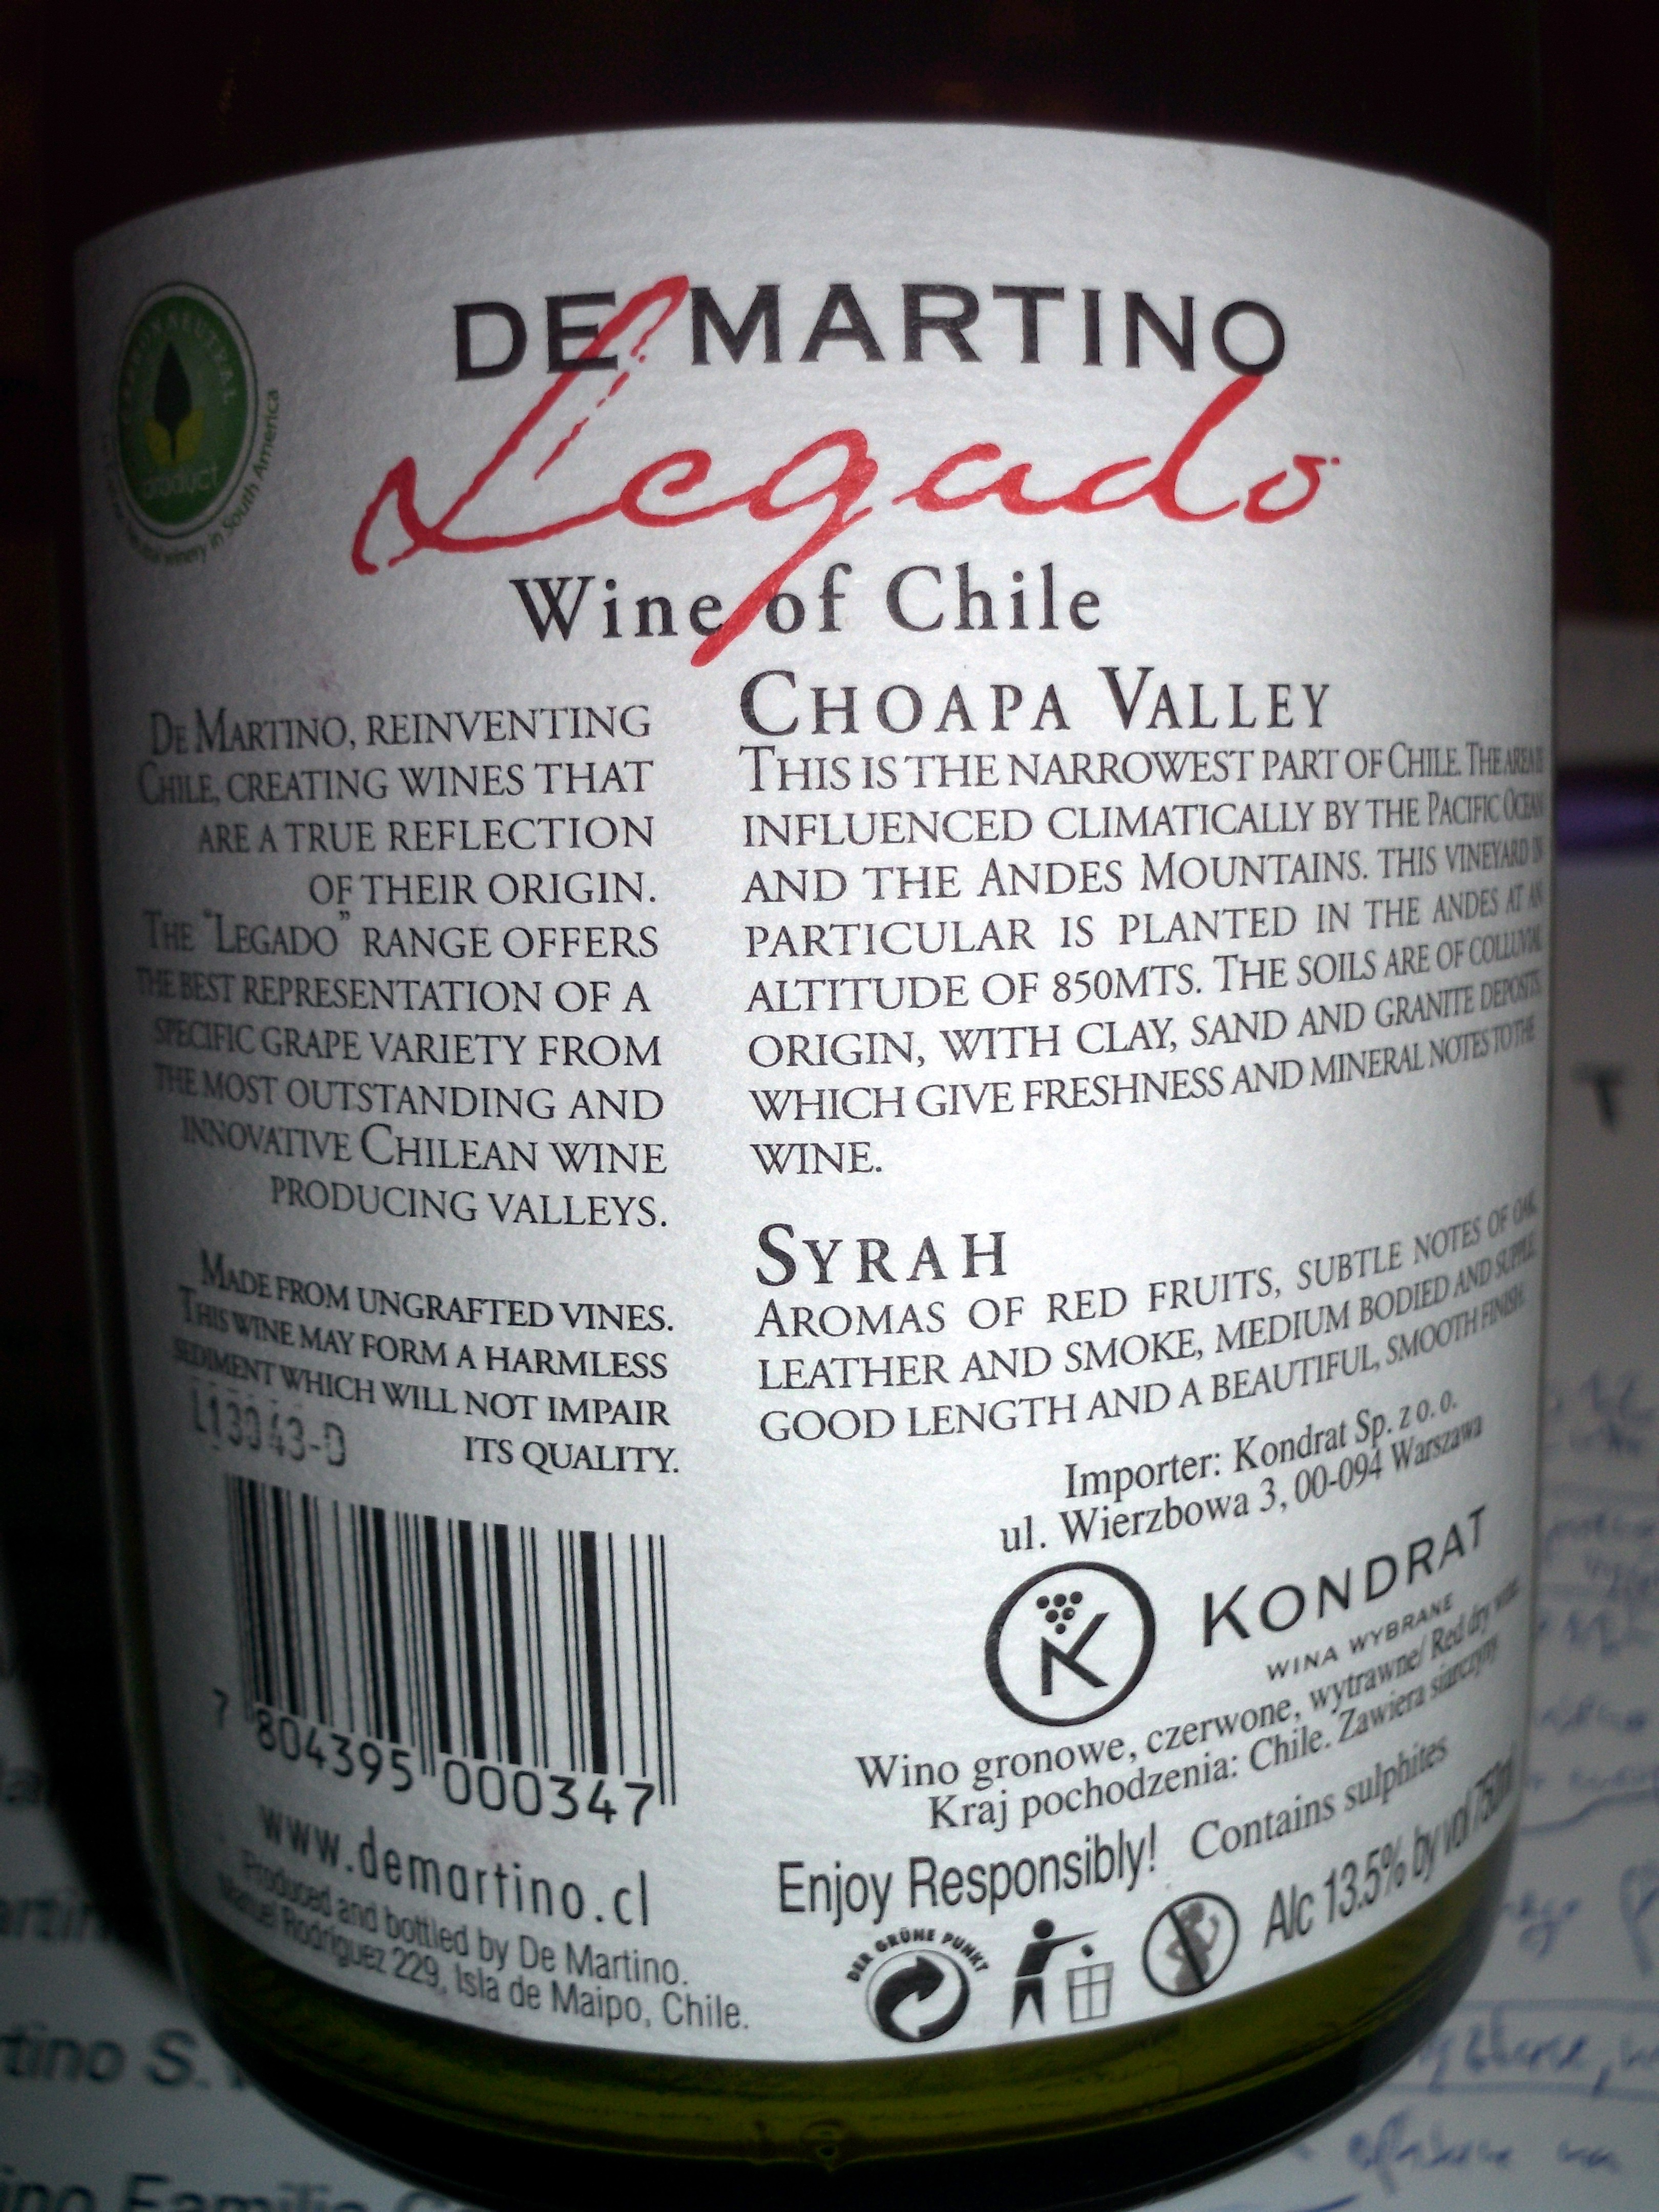 CARBONNEUTRAL
product
winery in South America
DE MARTINO
Legado
Wine of Chile
DE MARTINO, REINVENTING
CHILE, CREATING WINES THAT
ARE A TRUE REFLECTION
OF THEIR ORIGIN.
THE "LEGADO" RANGE OFFERS
THE BEST REPRESENTATION OF A
SPECIFIC GRAPE VARIETY FROM
THE MOST OUTSTANDING AND
INNOVATIVE CHILEAN WINE
PRODUCING VALLEYS.
MADE FROM UNGRAFTED VINES.
THIS WINE MAY FORM A HARMLESS
SEDIMENT WHICH WILL NOT IMPAIR
ITS QUALITY.
L13043-D
7 804395 000347
www.demartino.cl
Produced and bottled by De Martino.
Manuel Rodríguez 229, Isla de Maipo, Chile.
CHOAPA VALLEY
THIS IS THE NARROWEST PART OF CHILE. THE AREA IS
INFLUENCED CLIMATICALLY BY THE PACIFIC OCEAN
AND THE ANDES MOUNTAINS. THIS VINEYARD IN
PARTICULAR IS PLANTED IN THE ANDES AT AN
ALTITUDE OF 850MTS. THE SOILS ARE OF COLLUVIAL
ORIGIN, WITH CLAY, SAND AND GRANITE DEPOSITS
WHICH GIVE FRESHNESS AND MINERAL NOTES TO THE
WINE.
SYRAH
AROMAS OF RED FRUITS, SUBTLE NOTES OF OAK,
LEATHER AND SMOKE, MEDIUM BODIED AND SUPPLE,
GOOD LENGTH AND A BEAUTIFUL, SMOOTH FINISH.
Importer: Kondrat Sp. z o.o.
ul. Wierzbowa 3, 00-094 Warszawa
K
KONDRAT
WINA WYBRANE
Wino gronowe, czerwone, wytrawne/ Red dry wine
Kraj pochodzenia: Chile. Zawiera siarczyny
Enjoy Responsibly! Contains sulphites
DER GRÜNE PUNKT
Alc 13.5% by vol 750ml
T
tino S.